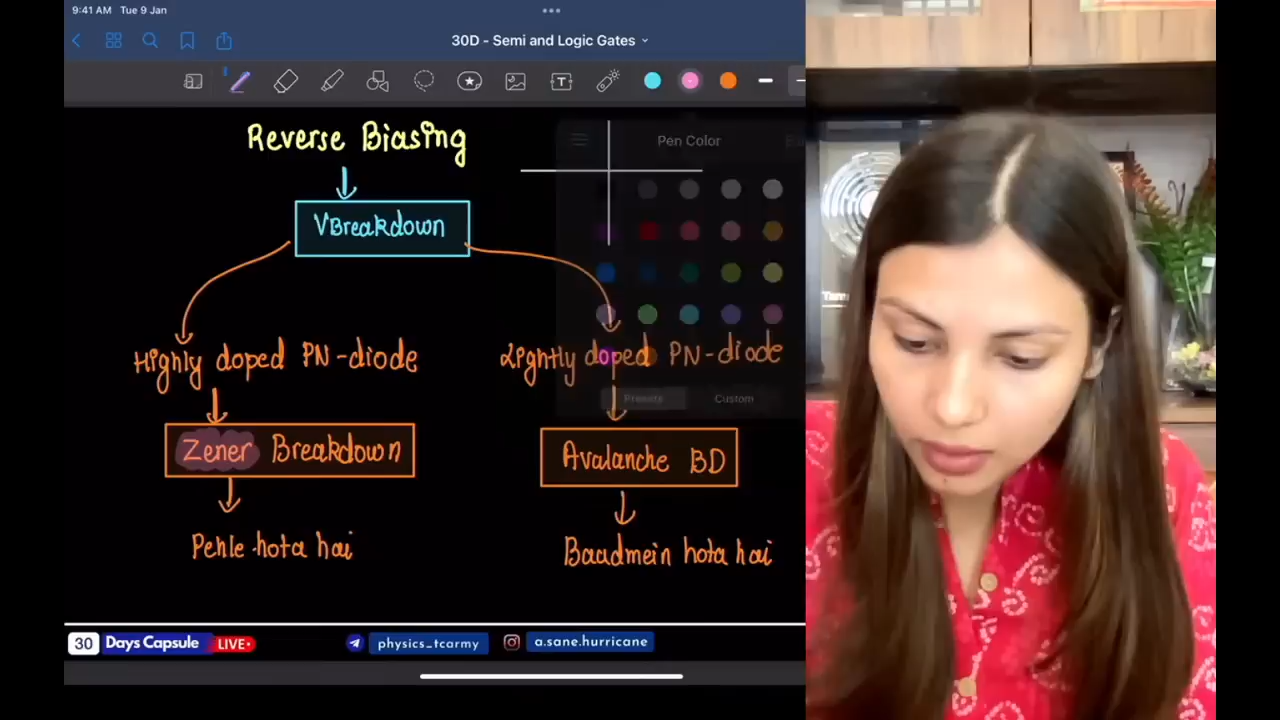 9:41 AM Tue 9 Jan
30D - Semi and Logic Gates
T
Pen Color
Reverse Biasing
VBreakdown
Highly doped PN-diode
Lightly doped PN-diode
Presets
Custom
Zener Breakdown
Avalanche BD
Pehle hota hai
Baadmein hota hai
30 Days Capsule LIVE
physics_tcarmy
a.sane.hurricane